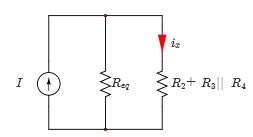 i_x
I
R_eq
R_2 + R_3 || R_4